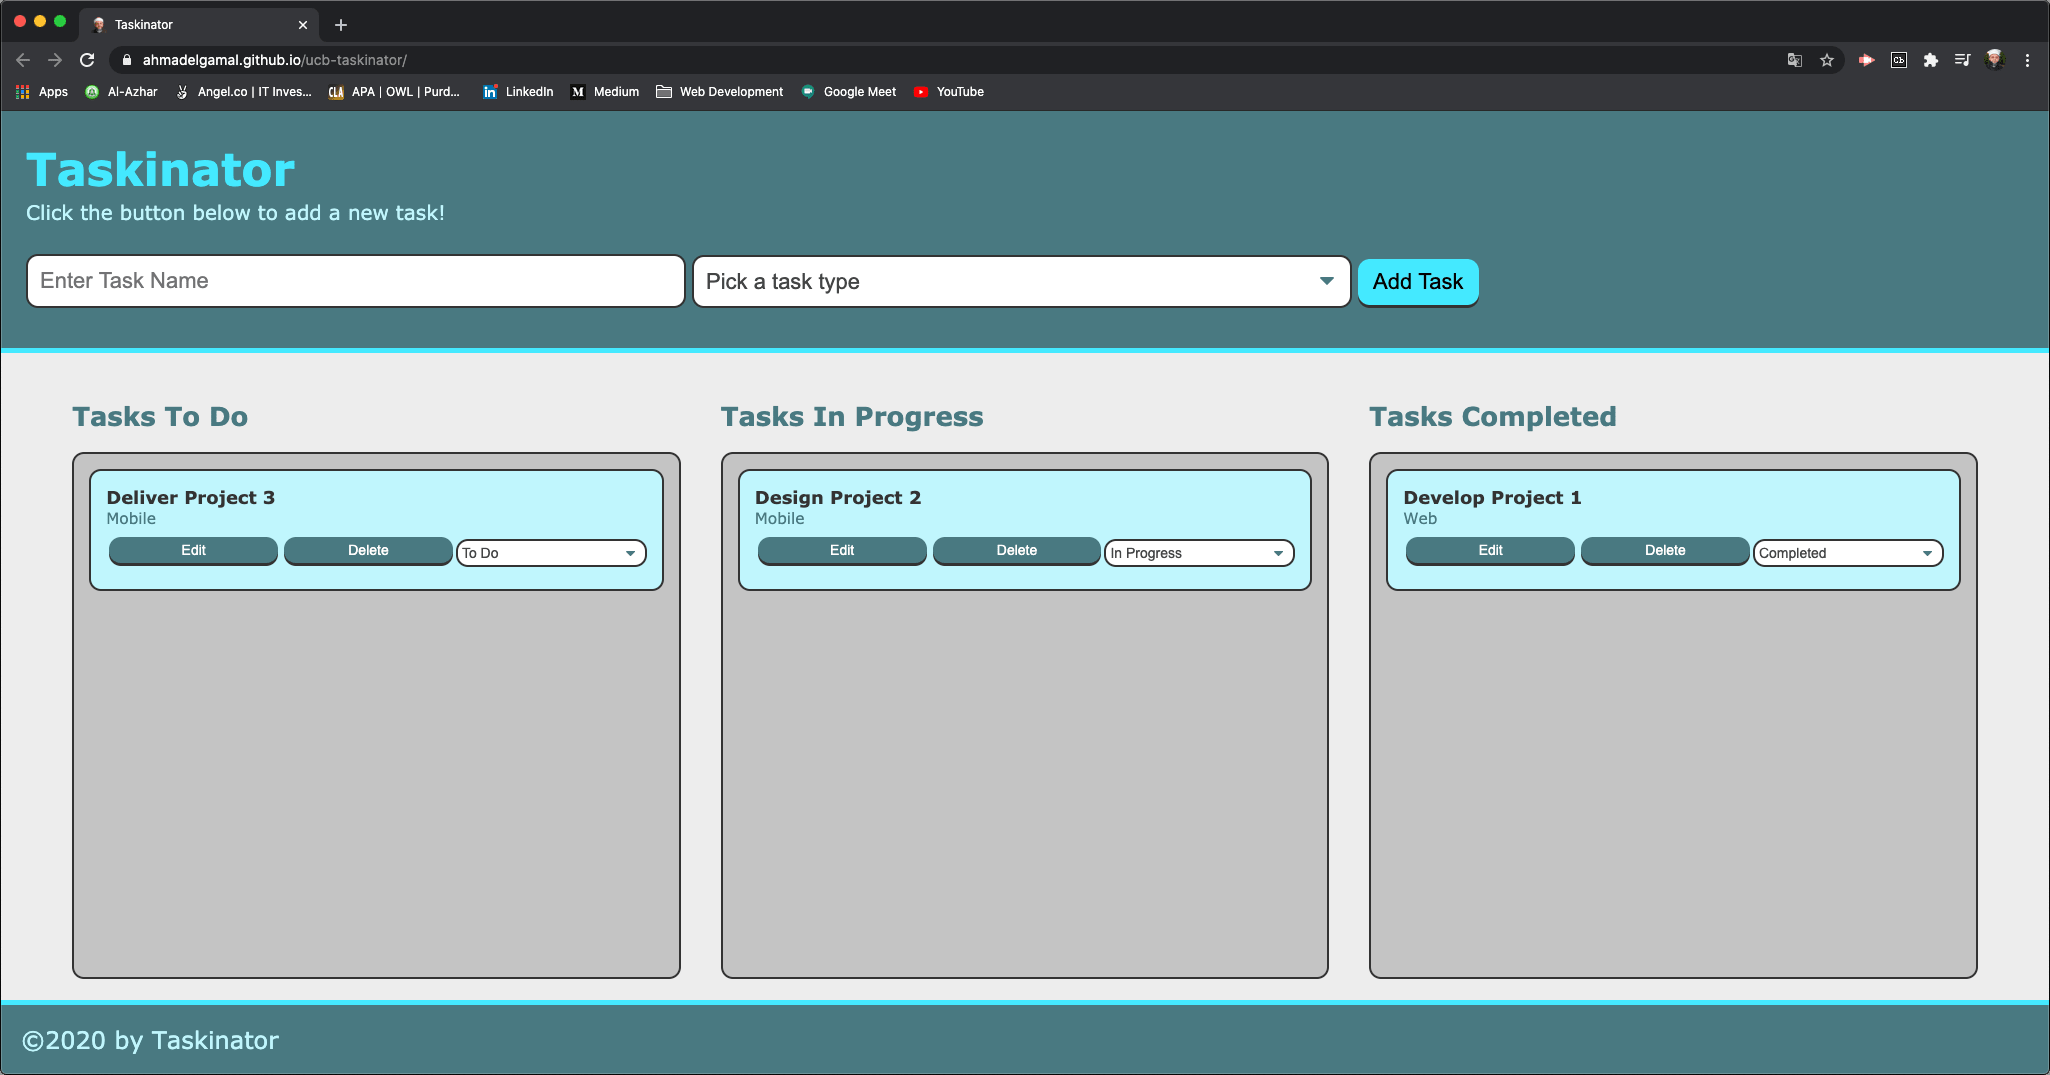 Taskinator
ahmadelgamal.github.io/ucb-taskinator/
Apps Al-Azhar Angel.co | IT Inves... CLA APA | OWL | Purd... LinkedIn Medium Web Development Google Meet YouTube
Taskinator
Click the button below to add a new task!
Enter Task Name Pick a task type Add Task
Tasks To Do
Deliver Project 3
Mobile
Edit Delete To Do
Tasks In Progress
Design Project 2
Mobile
Edit Delete In Progress
Tasks Completed
Develop Project 1
Web
Edit Delete Completed
©2020 by Taskinator